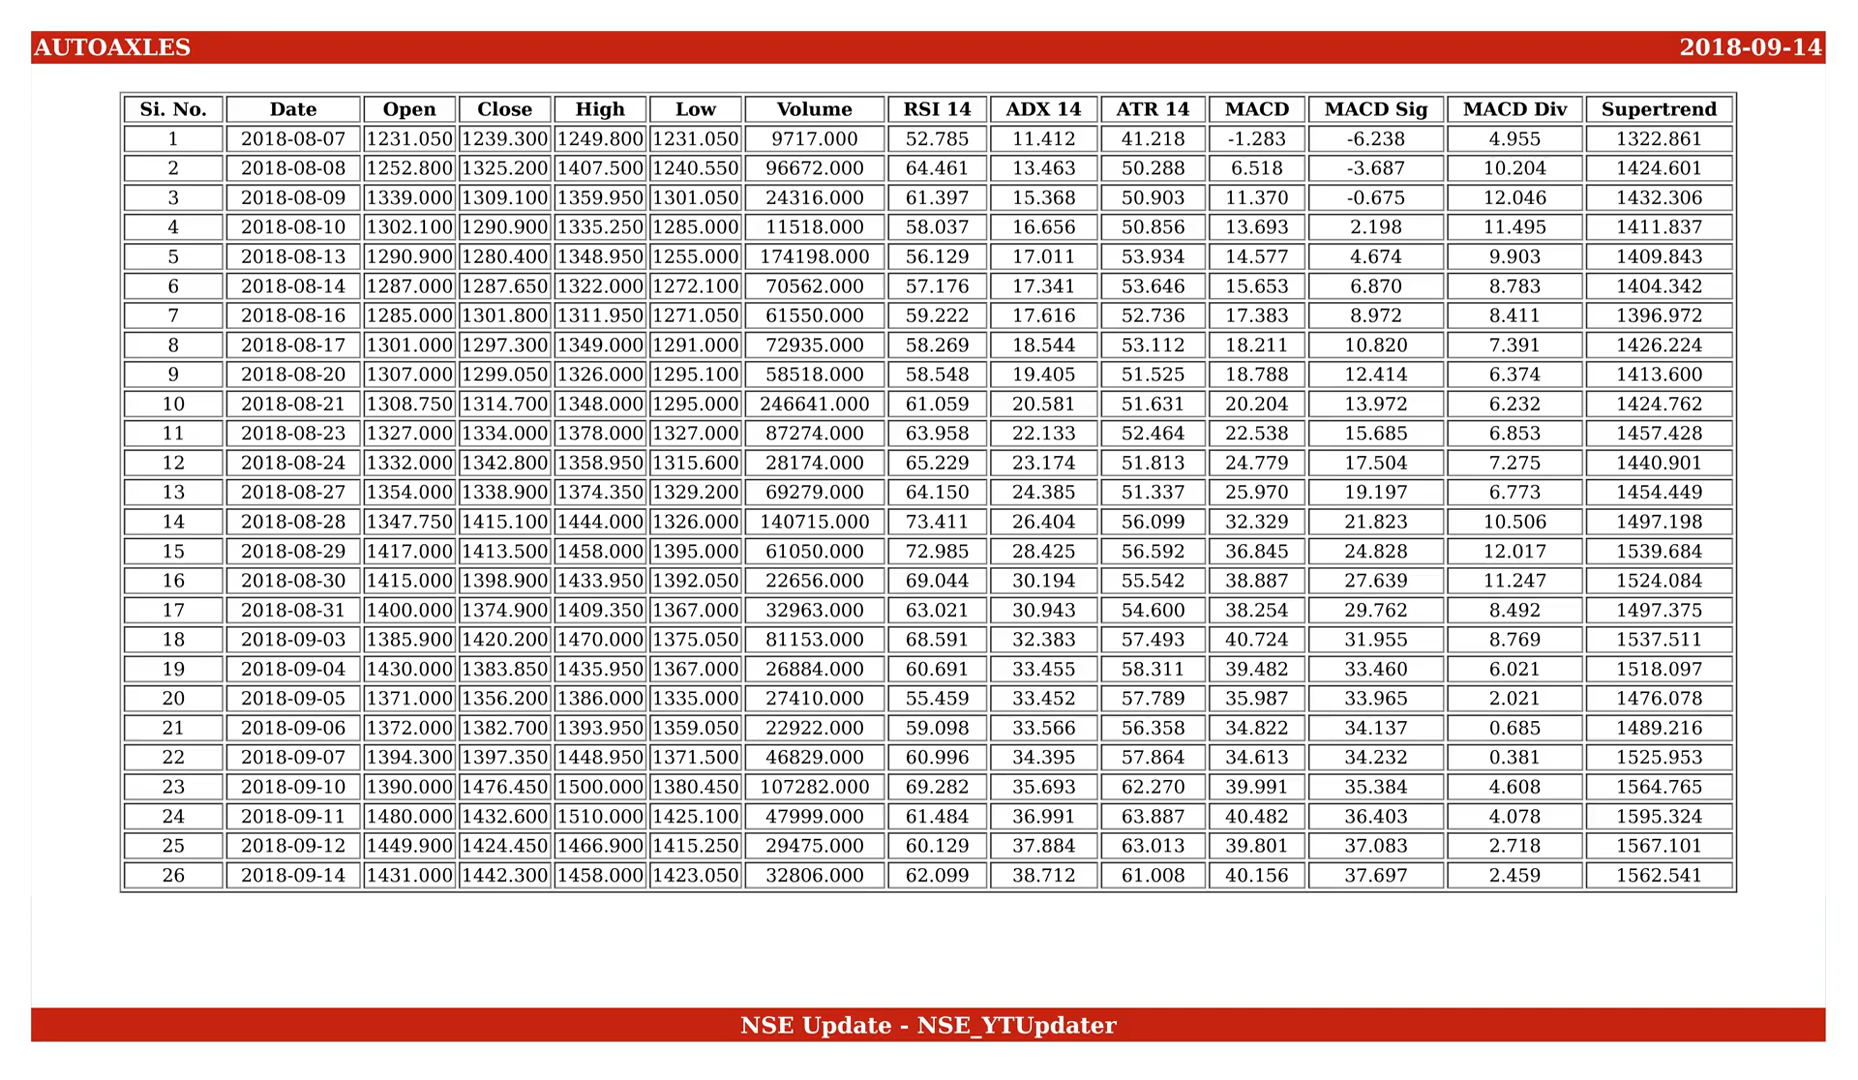 AUTOAXLES 2018-09-14
Si. No. Date Open Close High Low Volume RSI 14 ADX 14 ATR 14 MACD MACD Sig MACD Div Supertrend
1 2018-08-07 1231.050 1239.300 1249.800 1231.050 9717.000 52.785 11.412 41.218 -1.283 -6.238 4.955 1322.861
2 2018-08-08 1252.800 1325.200 1407.500 1240.550 96672.000 64.461 13.463 50.288 6.518 -3.687 10.204 1424.601
3 2018-08-09 1339.000 1309.100 1359.950 1301.050 24316.000 61.397 15.368 50.903 11.370 -0.675 12.046 1432.306
4 2018-08-10 1302.100 1290.900 1335.250 1285.000 11518.000 58.037 16.656 50.856 13.693 2.198 11.495 1411.837
5 2018-08-13 1290.900 1280.400 1348.950 1255.000 174198.000 56.129 17.011 53.934 14.577 4.674 9.903 1409.843
6 2018-08-14 1287.000 1287.650 1322.000 1272.100 70562.000 57.176 17.341 53.646 15.653 6.870 8.783 1404.342
7 2018-08-16 1285.000 1301.800 1311.950 1271.050 61550.000 59.222 17.616 52.736 17.383 8.972 8.411 1396.972
8 2018-08-17 1301.000 1297.300 1349.000 1291.000 72935.000 58.269 18.544 53.112 18.211 10.820 7.391 1426.224
9 2018-08-20 1307.000 1299.050 1326.000 1295.100 58518.000 58.548 19.405 51.525 18.788 12.414 6.374 1413.600
10 2018-08-21 1308.750 1314.700 1348.000 1295.000 246641.000 61.059 20.581 51.631 20.204 13.972 6.232 1424.762
11 2018-08-23 1327.000 1334.000 1378.000 1327.000 87274.000 63.958 22.133 52.464 22.538 15.685 6.853 1457.428
12 2018-08-24 1332.000 1342.800 1358.950 1315.600 28174.000 65.229 23.174 51.813 24.779 17.504 7.275 1440.901
13 2018-08-27 1354.000 1338.900 1374.350 1329.200 69279.000 64.150 24.385 51.337 25.970 19.197 6.773 1454.449
14 2018-08-28 1347.750 1415.100 1444.000 1326.000 140715.000 73.411 26.404 56.099 32.329 21.823 10.506 1497.198
15 2018-08-29 1417.000 1413.500 1458.000 1395.000 61050.000 72.985 28.425 56.592 36.845 24.828 12.017 1539.684
16 2018-08-30 1415.000 1398.900 1433.950 1392.050 22656.000 69.044 30.194 55.542 38.887 27.639 11.247 1524.084
17 2018-08-31 1400.000 1374.900 1409.350 1367.000 32963.000 63.021 30.943 54.600 38.254 29.762 8.492 1497.375
18 2018-09-03 1385.900 1420.200 1470.000 1375.050 81153.000 68.591 32.383 57.493 40.724 31.955 8.769 1537.511
19 2018-09-04 1430.000 1383.850 1435.950 1367.000 26884.000 60.691 33.455 58.311 39.482 33.460 6.021 1518.097
20 2018-09-05 1371.000 1356.200 1386.000 1335.000 27410.000 55.459 33.452 57.789 35.987 33.965 2.021 1476.078
21 2018-09-06 1372.000 1382.700 1393.950 1359.050 22922.000 59.098 33.566 56.358 34.822 34.137 0.685 1489.216
22 2018-09-07 1394.300 1397.350 1448.950 1371.500 46829.000 60.996 34.395 57.864 34.613 34.232 0.381 1525.953
23 2018-09-10 1390.000 1476.450 1500.000 1380.450 107282.000 69.282 35.693 62.270 39.991 35.384 4.608 1564.765
24 2018-09-11 1480.000 1432.600 1510.000 1425.100 47999.000 61.484 36.991 63.887 40.482 36.403 4.078 1595.324
25 2018-09-12 1449.900 1424.450 1466.900 1415.250 29475.000 60.129 37.884 63.013 39.801 37.083 2.718 1567.101
26 2018-09-14 1431.000 1442.300 1458.000 1423.050 32806.000 62.099 38.712 61.008 40.156 37.697 2.459 1562.541
NSE Update - NSE_YTUpdater